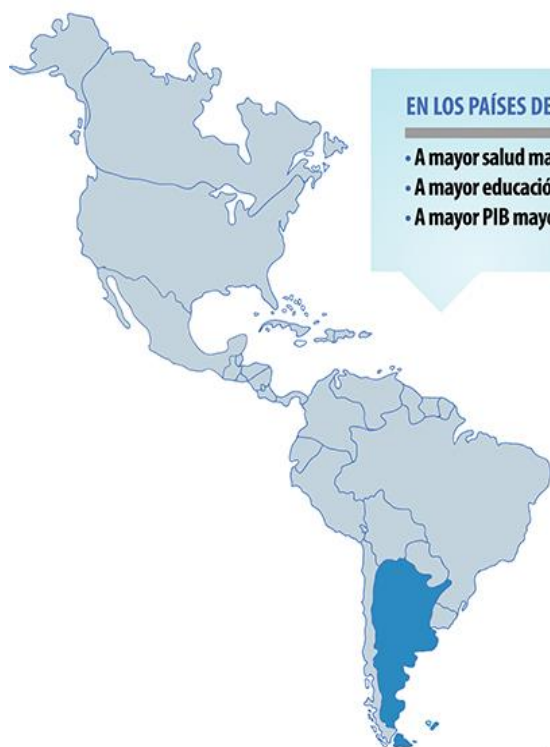 EN LOS PAÍSES DE
• A mayor salud ma
• A mayor educació
• A mayor PIB mayo